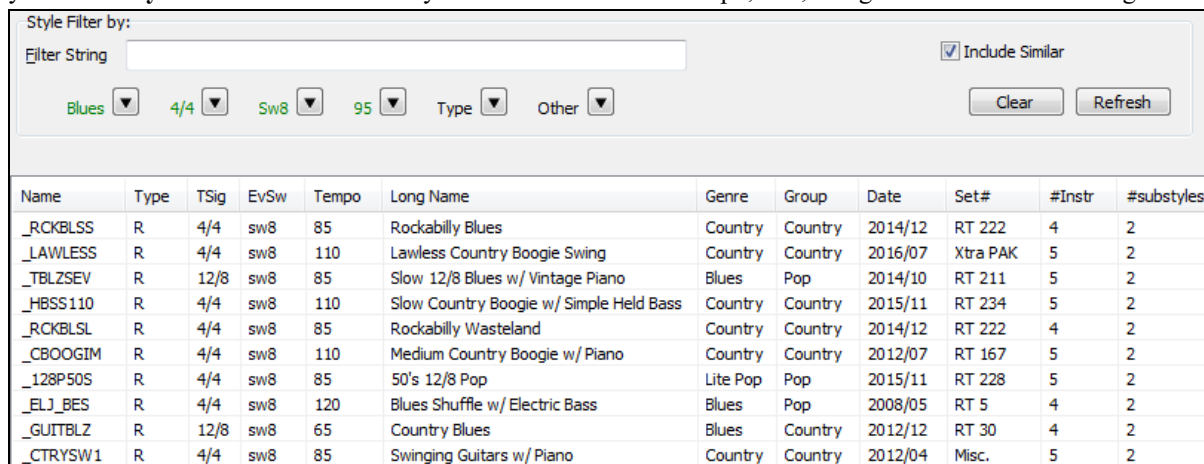 Style Filter by:
Filter String
Include Similar
Blues 4/4 Sw8 95 Type Other Clear Refresh
Name Type TSig EvSw Tempo Long Name Genre Group Date Set# #Instr #substyles
_RCKBLSS R 4/4 sw8 85 Rockabilly Blues Country Country 2014/12 RT 222 4 2
_LAWLESS R 4/4 sw8 110 Lawless Country Boogie Swing Country Country 2016/07 Xtra PAK 5 2
_TBLZSEV R 12/8 sw8 85 Slow 12/8 Blues w/ Vintage Piano Blues Pop 2014/10 RT 211 5 2
_HBSS110 R 4/4 sw8 110 Slow Country Boogie w/ Simple Held Bass Country Country 2015/11 RT 234 5 2
_RCKBLSL R 4/4 sw8 85 Rockabilly Wasteland Country Country 2014/12 RT 222 4 2
_CBOOGIM R 4/4 sw8 110 Medium Country Boogie w/ Piano Country Country 2012/07 RT 167 5 2
_128P50S R 4/4 sw8 85 50's 12/8 Pop Lite Pop Pop 2015/11 RT 228 5 2
_ELJ_BES R 4/4 sw8 120 Blues Shuffle w/ Electric Bass Blues Pop 2008/05 RT 5 4 2
_GUITBLZ R 12/8 sw8 65 Country Blues Blues Country 2012/12 RT 30 4 2
_CTRYSW1 R 4/4 sw8 85 Swinging Guitars w/ Piano Country Country 2012/04 Misc. 5 2